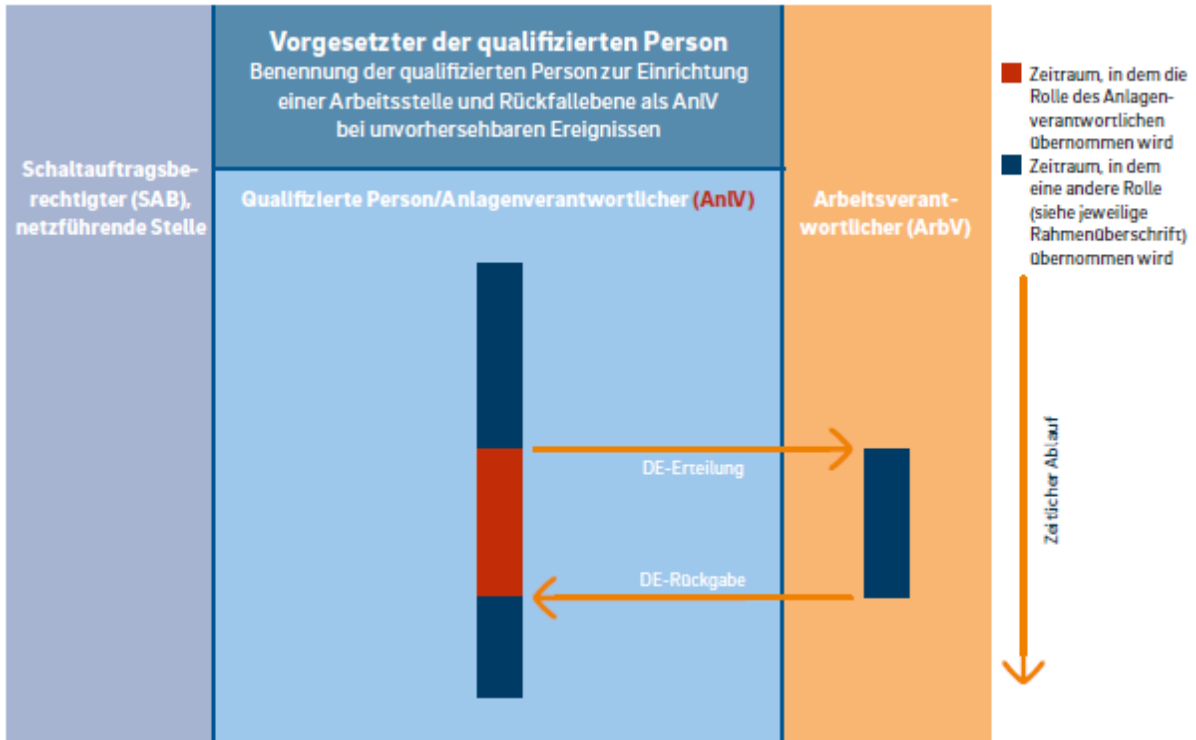 Vorgesetzter der qualifizierten Person
Benennung der qualifizierten Person zur Einrichtung
einer Arbeitsstelle und Rückfallebene als AnlV
bei unvorhersehbaren Ereignissen
Schaltauftragsbe-
rechtigter (SAB),
netzführende Stelle
Qualifizierte Person/Anlagenverantwortlicher (AnlV)
Arbeitsverant-
wortlicher (ArbV)
DE-Erteilung
DE-Rückgabe
Zeitraum, in dem die
Rolle des Anlagen-
verantwortlichen
übernommen wird
Zeitraum, in dem
eine andere Rolle
(siehe jeweilige
Rahmenüberschrift)
übernommen wird
Zeitlicher Ablauf